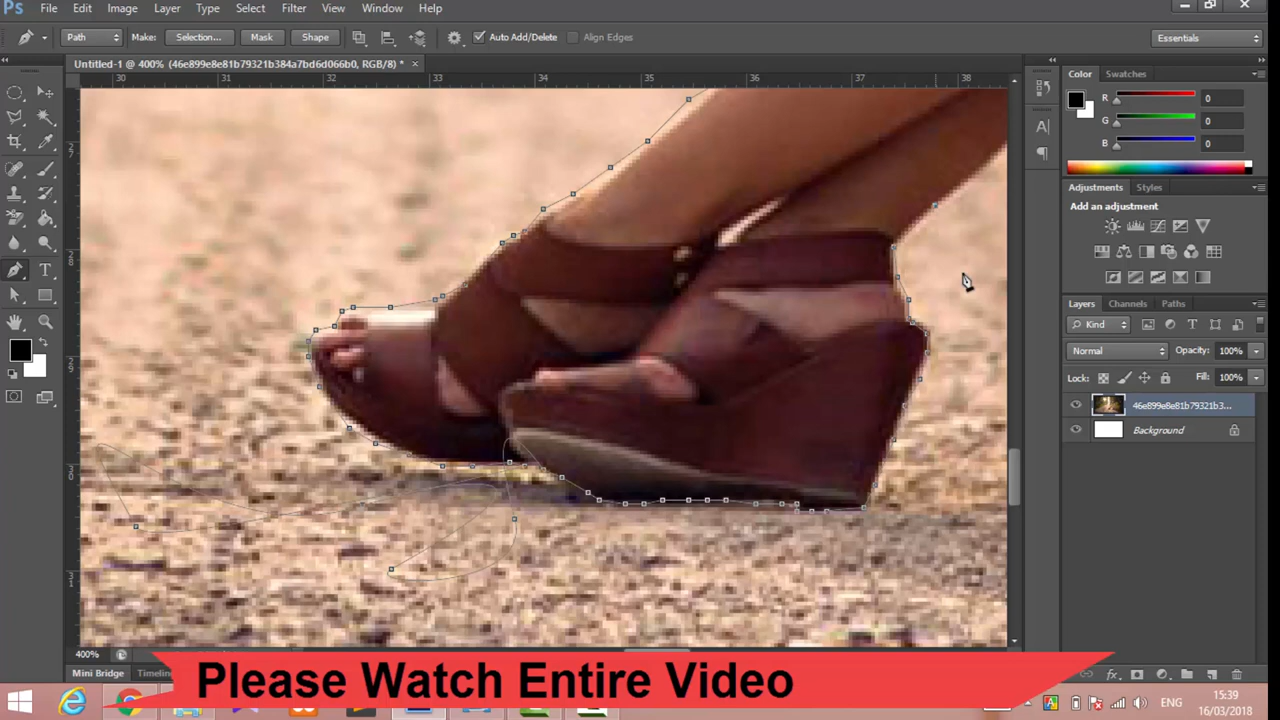 Ps File Edit Image Layer Type Select Filter View Window Help
Path Make: Selection... Mask Shape Auto Add/Delete Align Edges Essentials
Untitled-1 @ 400% (46e899e8e81b79321b384a7bd6d066b0, RGB/8) * ×
30 31 32 33 34 35 36 37 38
Color Swatches
R 0
G 0
B 0
Adjustments Styles
Add an adjustment
Layers Channels Paths
Kind
Normal Opacity: 100%
Lock: Fill: 100%
46e899e8e81b79321b3...
Background
400%
Mini Bridge Timeline
Please Watch Entire Video
ENG
15:39
16/03/2018